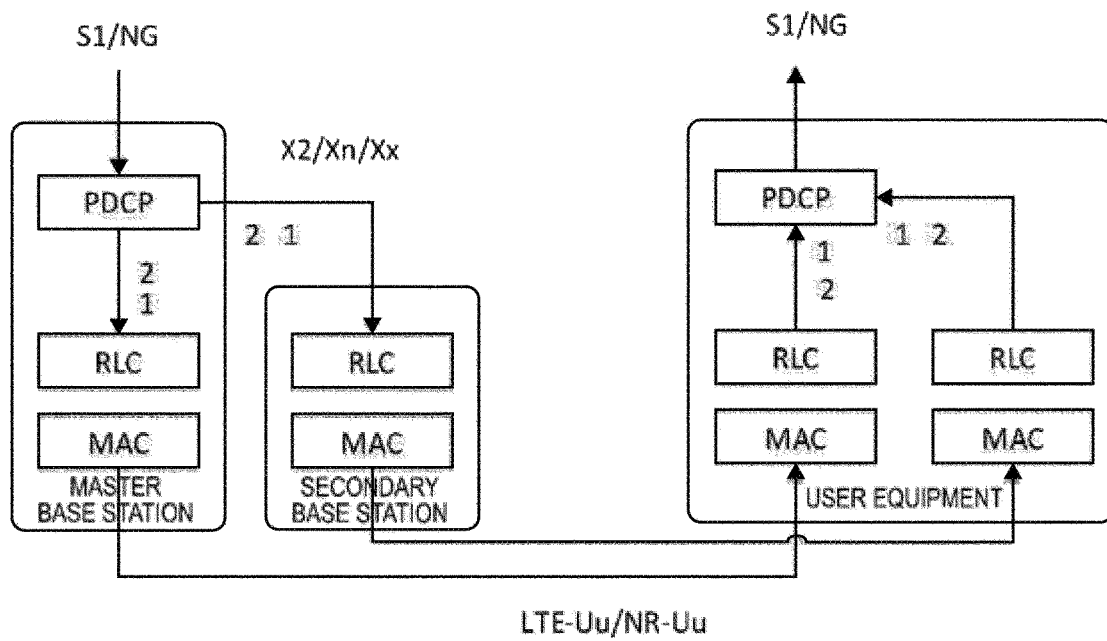 S1/NG
S1/NG
X2/Xn/Xx
PDCP
PDCP
2 1
1 2
2
1
1
2
RLC
RLC
RLC
RLC
MAC
MAC
MAC
MAC
MASTER
BASE STATION
SECONDARY
BASE STATION
USER EQUIPMENT
LTE-Uu/NR-Uu